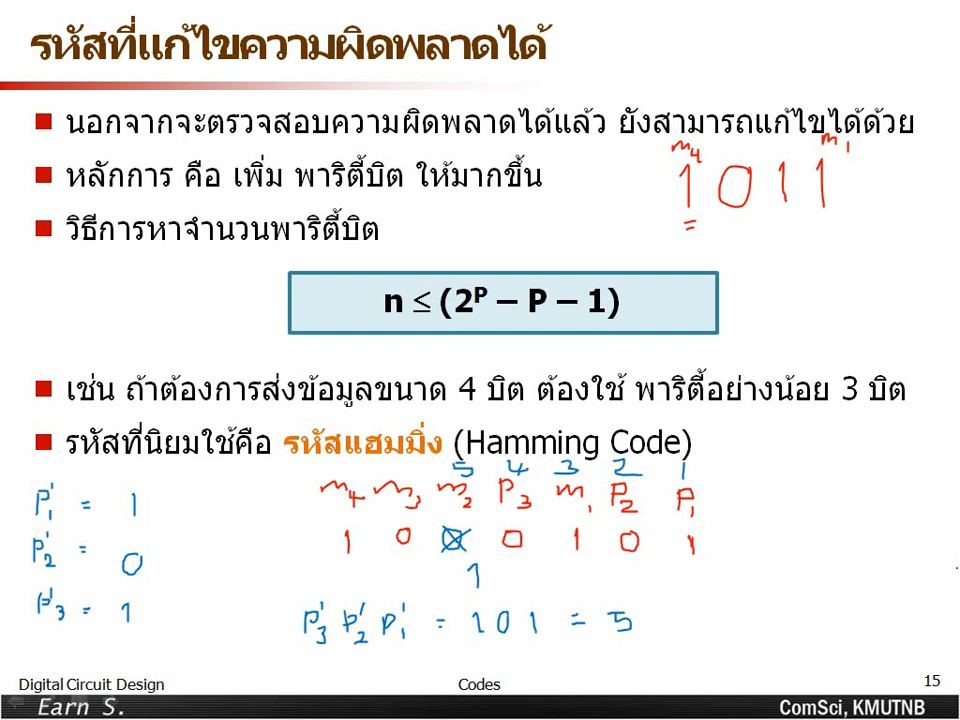 รหัสที่แก้ไขความผิดพลาดได้
นอกจากจะตรวจสอบความผิดพลาดได้แล้ว ยังสามารถแก้ไขได้ด้วย
m4 m1
หลักการ คือ เพิ่ม พาริตี้บิต ให้มากขึ้น
1 0 1 1
=
วิธีการหาจำนวนพาริตี้บิต
n ≤ (2ᴾ – P – 1)
เช่น ถ้าต้องการส่งข้อมูลขนาด 4 บิต ต้องใช้ พาริตี้อย่างน้อย 3 บิต
รหัสที่นิยมใช้คือ รหัสแฮมมิ่ง (Hamming Code)
5 4 3 2 1
m4 m3 m2 P3 m1 P2 P1
P1' = 1
1 0 0 0 1 0 1
P2' = 0
1
P3' = 1
P3' P2' P1' = 101 = 5
Digital Circuit Design
Codes
15
Earn S.
ComSci, KMUTNB